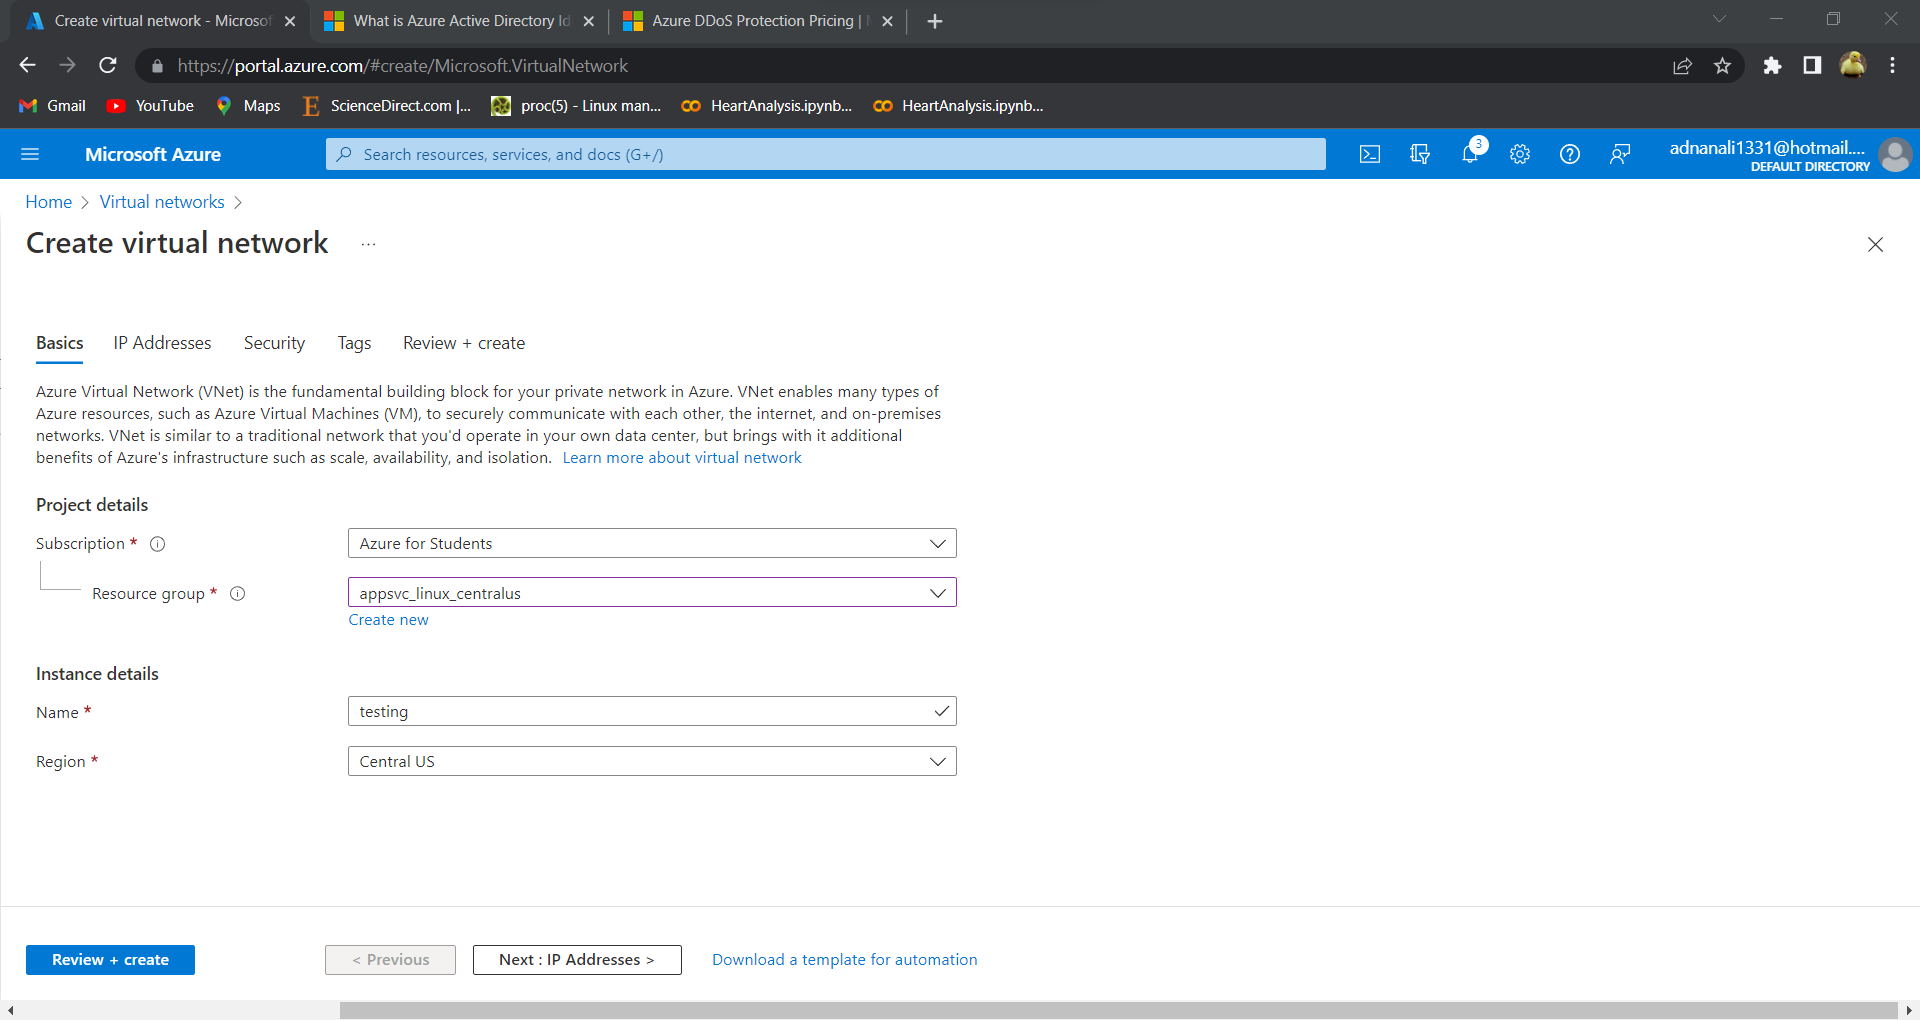 Create virtual network - Microsof
What is Azure Active Directory Id
Azure DDoS Protection Pricing |
https://portal.azure.com/#create/Microsoft.VirtualNetwork
Gmail
YouTube
Maps
ScienceDirect.com |...
proc(5) - Linux man...
HeartAnalysis.ipynb...
HeartAnalysis.ipynb...
Microsoft Azure
Search resources, services, and docs (G+/)
3
adnanali1331@hotmail....
DEFAULT DIRECTORY
Home > Virtual networks >
Create virtual network ...
Basics
IP Addresses
Security
Tags
Review + create
Azure Virtual Network (VNet) is the fundamental building block for your private network in Azure. VNet enables many types of
Azure resources, such as Azure Virtual Machines (VM), to securely communicate with each other, the internet, and on-premises
networks. VNet is similar to a traditional network that you'd operate in your own data center, but brings with it additional
benefits of Azure's infrastructure such as scale, availability, and isolation. Learn more about virtual network
Project details
Subscription *
Azure for Students
Resource group *
appsvc_linux_centralus
Create new
Instance details
Name *
testing
Region *
Central US
Review + create
< Previous
Next : IP Addresses >
Download a template for automation